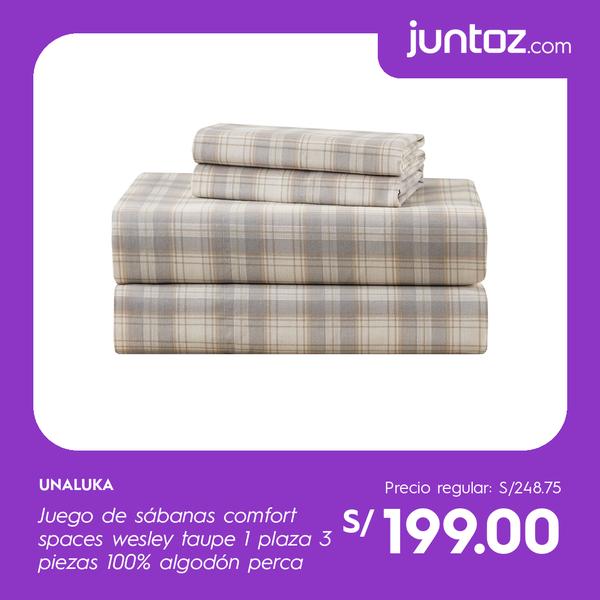 juntoz.com
UNALUKA
Juego de sábanas comfort
spaces wesley taupe 1 plaza 3
piezas 100% algodón perca
Precio regular: S/248.75
S/199.00